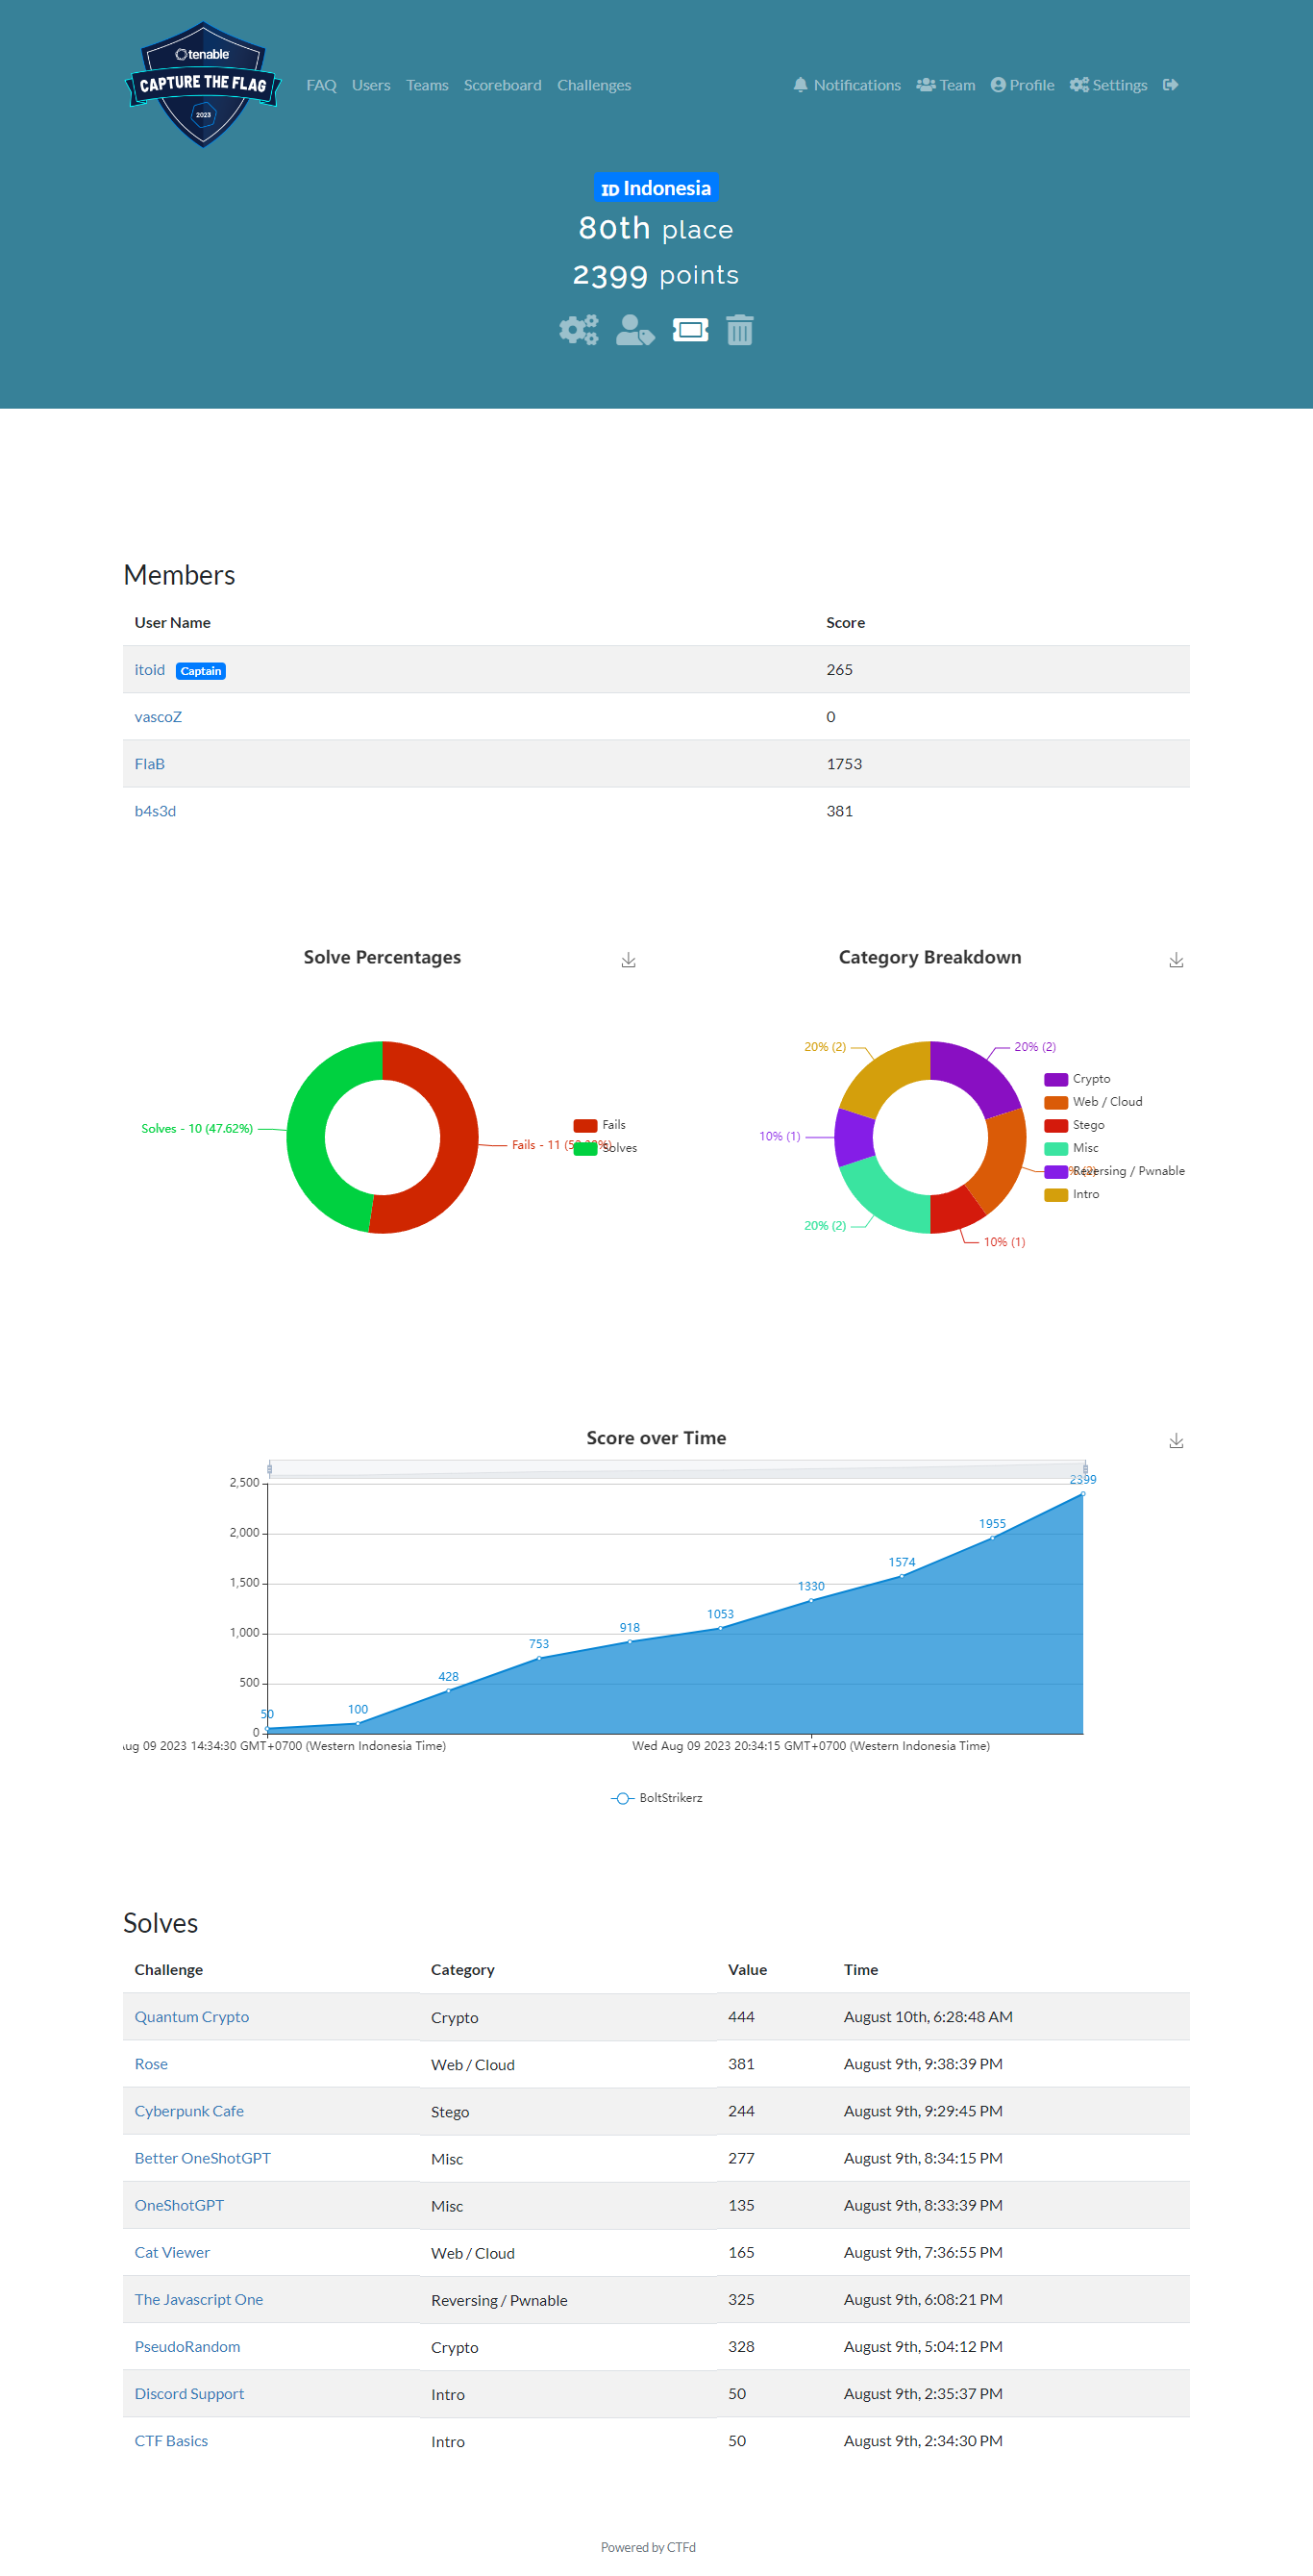 tenable
CAPTURE THE FLAG
2023
FAQ Users Teams Scoreboard Challenges
Notifications Team Profile Settings
ID Indonesia
80th place
2399 points
Members
User Name Score
itoid Captain 265
vascoZ 0
FlaB 1753
b4s3d 381
Solve Percentages
Solves - 10 (47.62%)
Fails - 11
Fails
Solves
Category Breakdown
20% (2)
20% (2)
10% (1)
20% (2)
10% (1)
Crypto
Web / Cloud
Stego
Misc
Reversing / Pwnable
Intro
Score over Time
2,500
2,000
1,500
1,000
500
0
50
100
428
753
918
1053
1330
1574
1955
2399
09 2023 14:34:30 GMT+0700 (Western Indonesia Time)
Wed Aug 09 2023 20:34:15 GMT+0700 (Western Indonesia Time)
BoltStrikerz
Solves
Challenge Category Value Time
Quantum Crypto Crypto 444 August 10th, 6:28:48 AM
Rose Web / Cloud 381 August 9th, 9:38:39 PM
Cyberpunk Cafe Stego 244 August 9th, 9:29:45 PM
Better OneShotGPT Misc 277 August 9th, 8:34:15 PM
OneShotGPT Misc 135 August 9th, 8:33:39 PM
Cat Viewer Web / Cloud 165 August 9th, 7:36:55 PM
The Javascript One Reversing / Pwnable 325 August 9th, 6:08:21 PM
PseudoRandom Crypto 328 August 9th, 5:04:12 PM
Discord Support Intro 50 August 9th, 2:35:37 PM
CTF Basics Intro 50 August 9th, 2:34:30 PM
Powered by CTFd